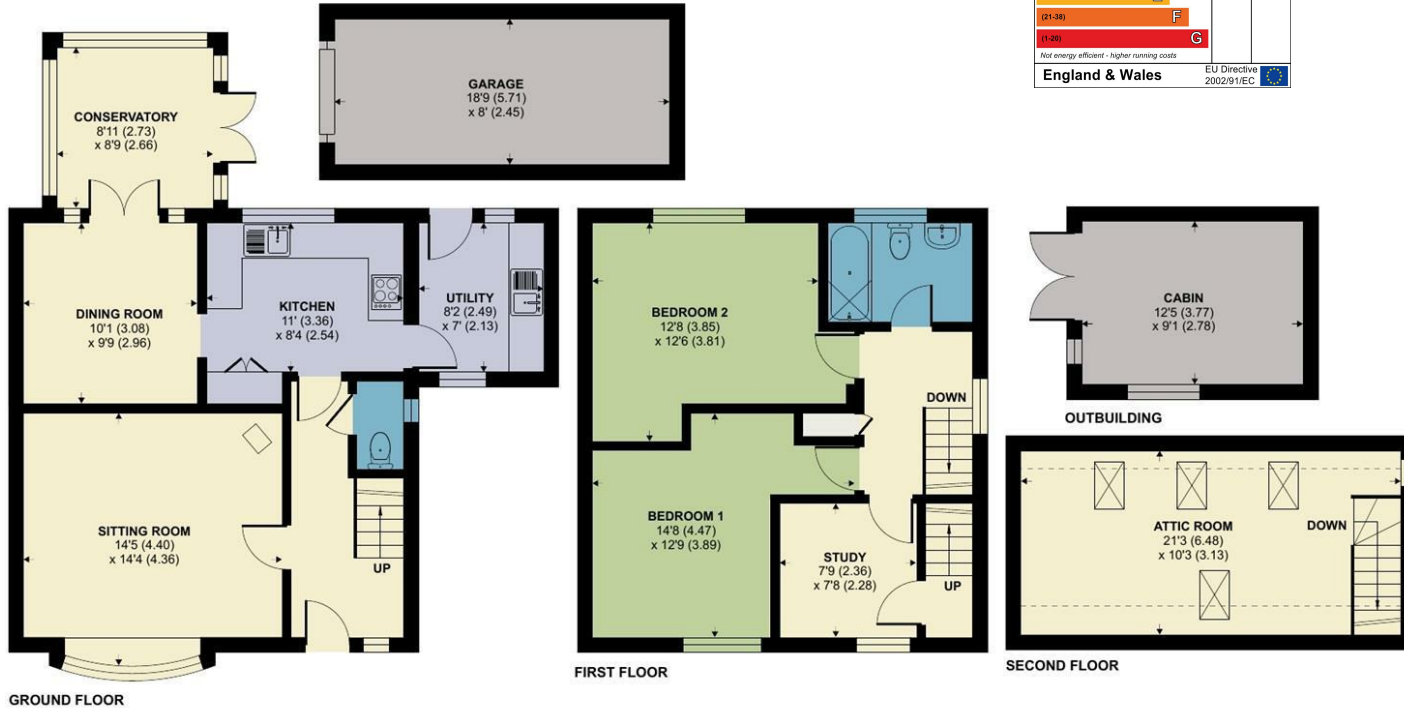 GARAGE
18'9 (5.71)
x 8' (2.45)
(21-38)
F
(1-20)
G
Not energy efficient - higher running costs
England & Wales
EU Directive
2002/91/EC
CONSERVATORY
8'11 (2.73)
x 8'9 (2.66)
DINING ROOM
10'1 (3.08)
x 9'9 (2.96)
KITCHEN
11' (3.36)
x 8'4 (2.54)
UTILITY
8'2 (2.49)
x 7' (2.13)
SITTING ROOM
14'5 (4.40)
x 14'4 (4.36)
UP
GROUND FLOOR
BEDROOM 2
12'8 (3.85)
x 12'6 (3.81)
DOWN
BEDROOM 1
14'8 (4.47)
x 12'9 (3.89)
STUDY
7'9 (2.36)
x 7'8 (2.28)
UP
FIRST FLOOR
CABIN
12'5 (3.77)
x 9'1 (2.78)
OUTBUILDING
ATTIC ROOM
21'3 (6.48)
x 10'3 (3.13)
DOWN
SECOND FLOOR